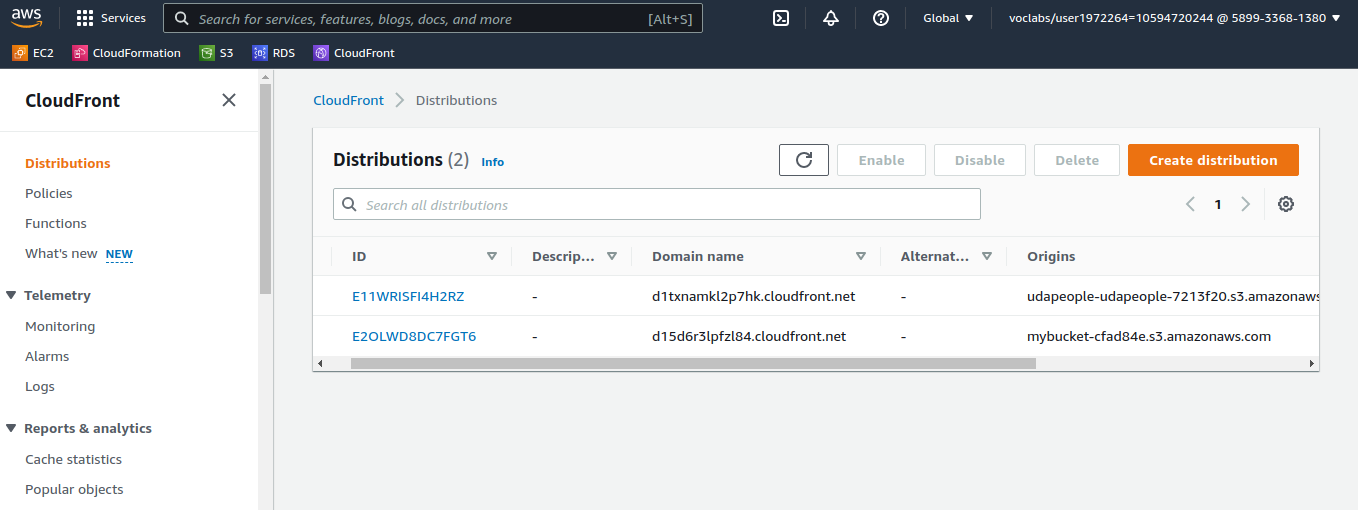 aws Services Search for services, features, blogs, docs, and more [Alt+S] Global ▼ voclabs/user1972264=10594720244 @ 5899-3368-1380 ▼
EC2 CloudFormation S3 RDS CloudFront
CloudFront
Distributions
Policies
Functions
What's new NEW
Telemetry
Monitoring
Alarms
Logs
Reports & analytics
Cache statistics
Popular objects
CloudFront > Distributions
Distributions (2) Info Enable Disable Delete Create distribution
Search all distributions 1
ID Descrip... Domain name Alternat... Origins
E11WRISFI4H2RZ - d1txnamkl2p7hk.cloudfront.net - udapeople-udapeople-7213f20.s3.amazonaws
E2OLWD8DC7FGT6 - d15d6r3lpfzl84.cloudfront.net - mybucket-cfad84e.s3.amazonaws.com